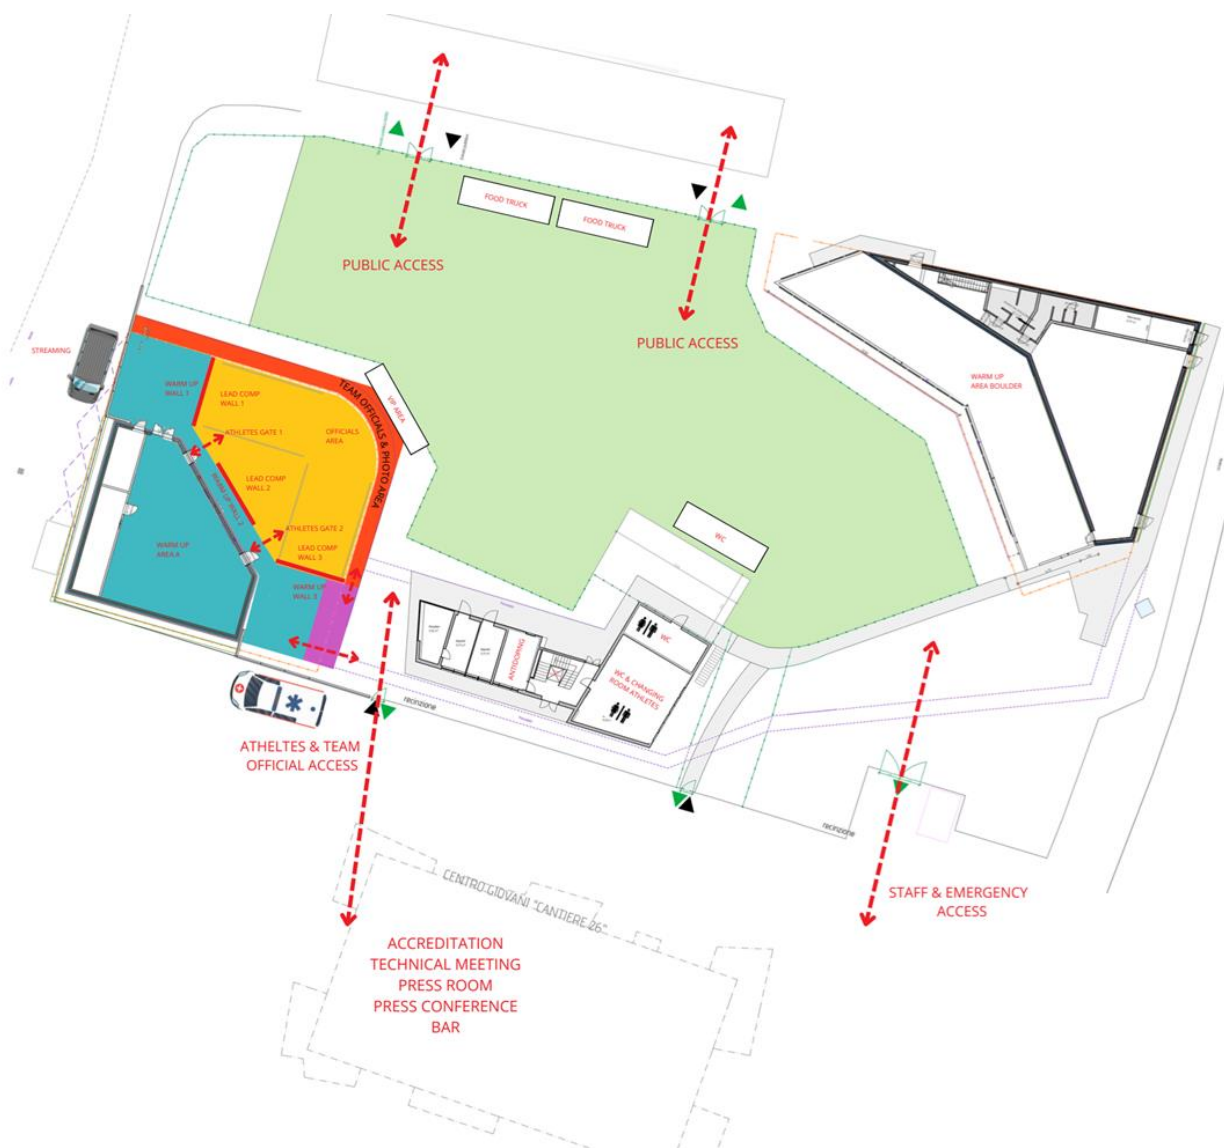 FOOD TRUCK
FOOD TRUCK
PUBLIC ACCESS
PUBLIC ACCESS
STREAMING
WARM UP
WALL 1
LEAD COMP
WALL 1
TEAM OFFICIALS & PHOTO AREA
VIP AREA
WARM UP
AREA BOULDER
ATHLETES GATE 1
OFFICIALS
AREA
LEAD COMP
WALL 2
WARM UP WALL 2
ATHLETES GATE 2
WARM UP
AREA A
LEAD COMP
WALL 3
WARM UP
WALL 3
WC
ANTIDOPING
WC
WC & CHANGING
ROOM ATHLETES
recinzione
ATHELTES & TEAM
OFFICIAL ACCESS
recinzione
CENTRO GIOVANI "CANTIERE 26"
STAFF & EMERGENCY
ACCESS
ACCREDITATION
TECHNICAL MEETING
PRESS ROOM
PRESS CONFERENCE
BAR